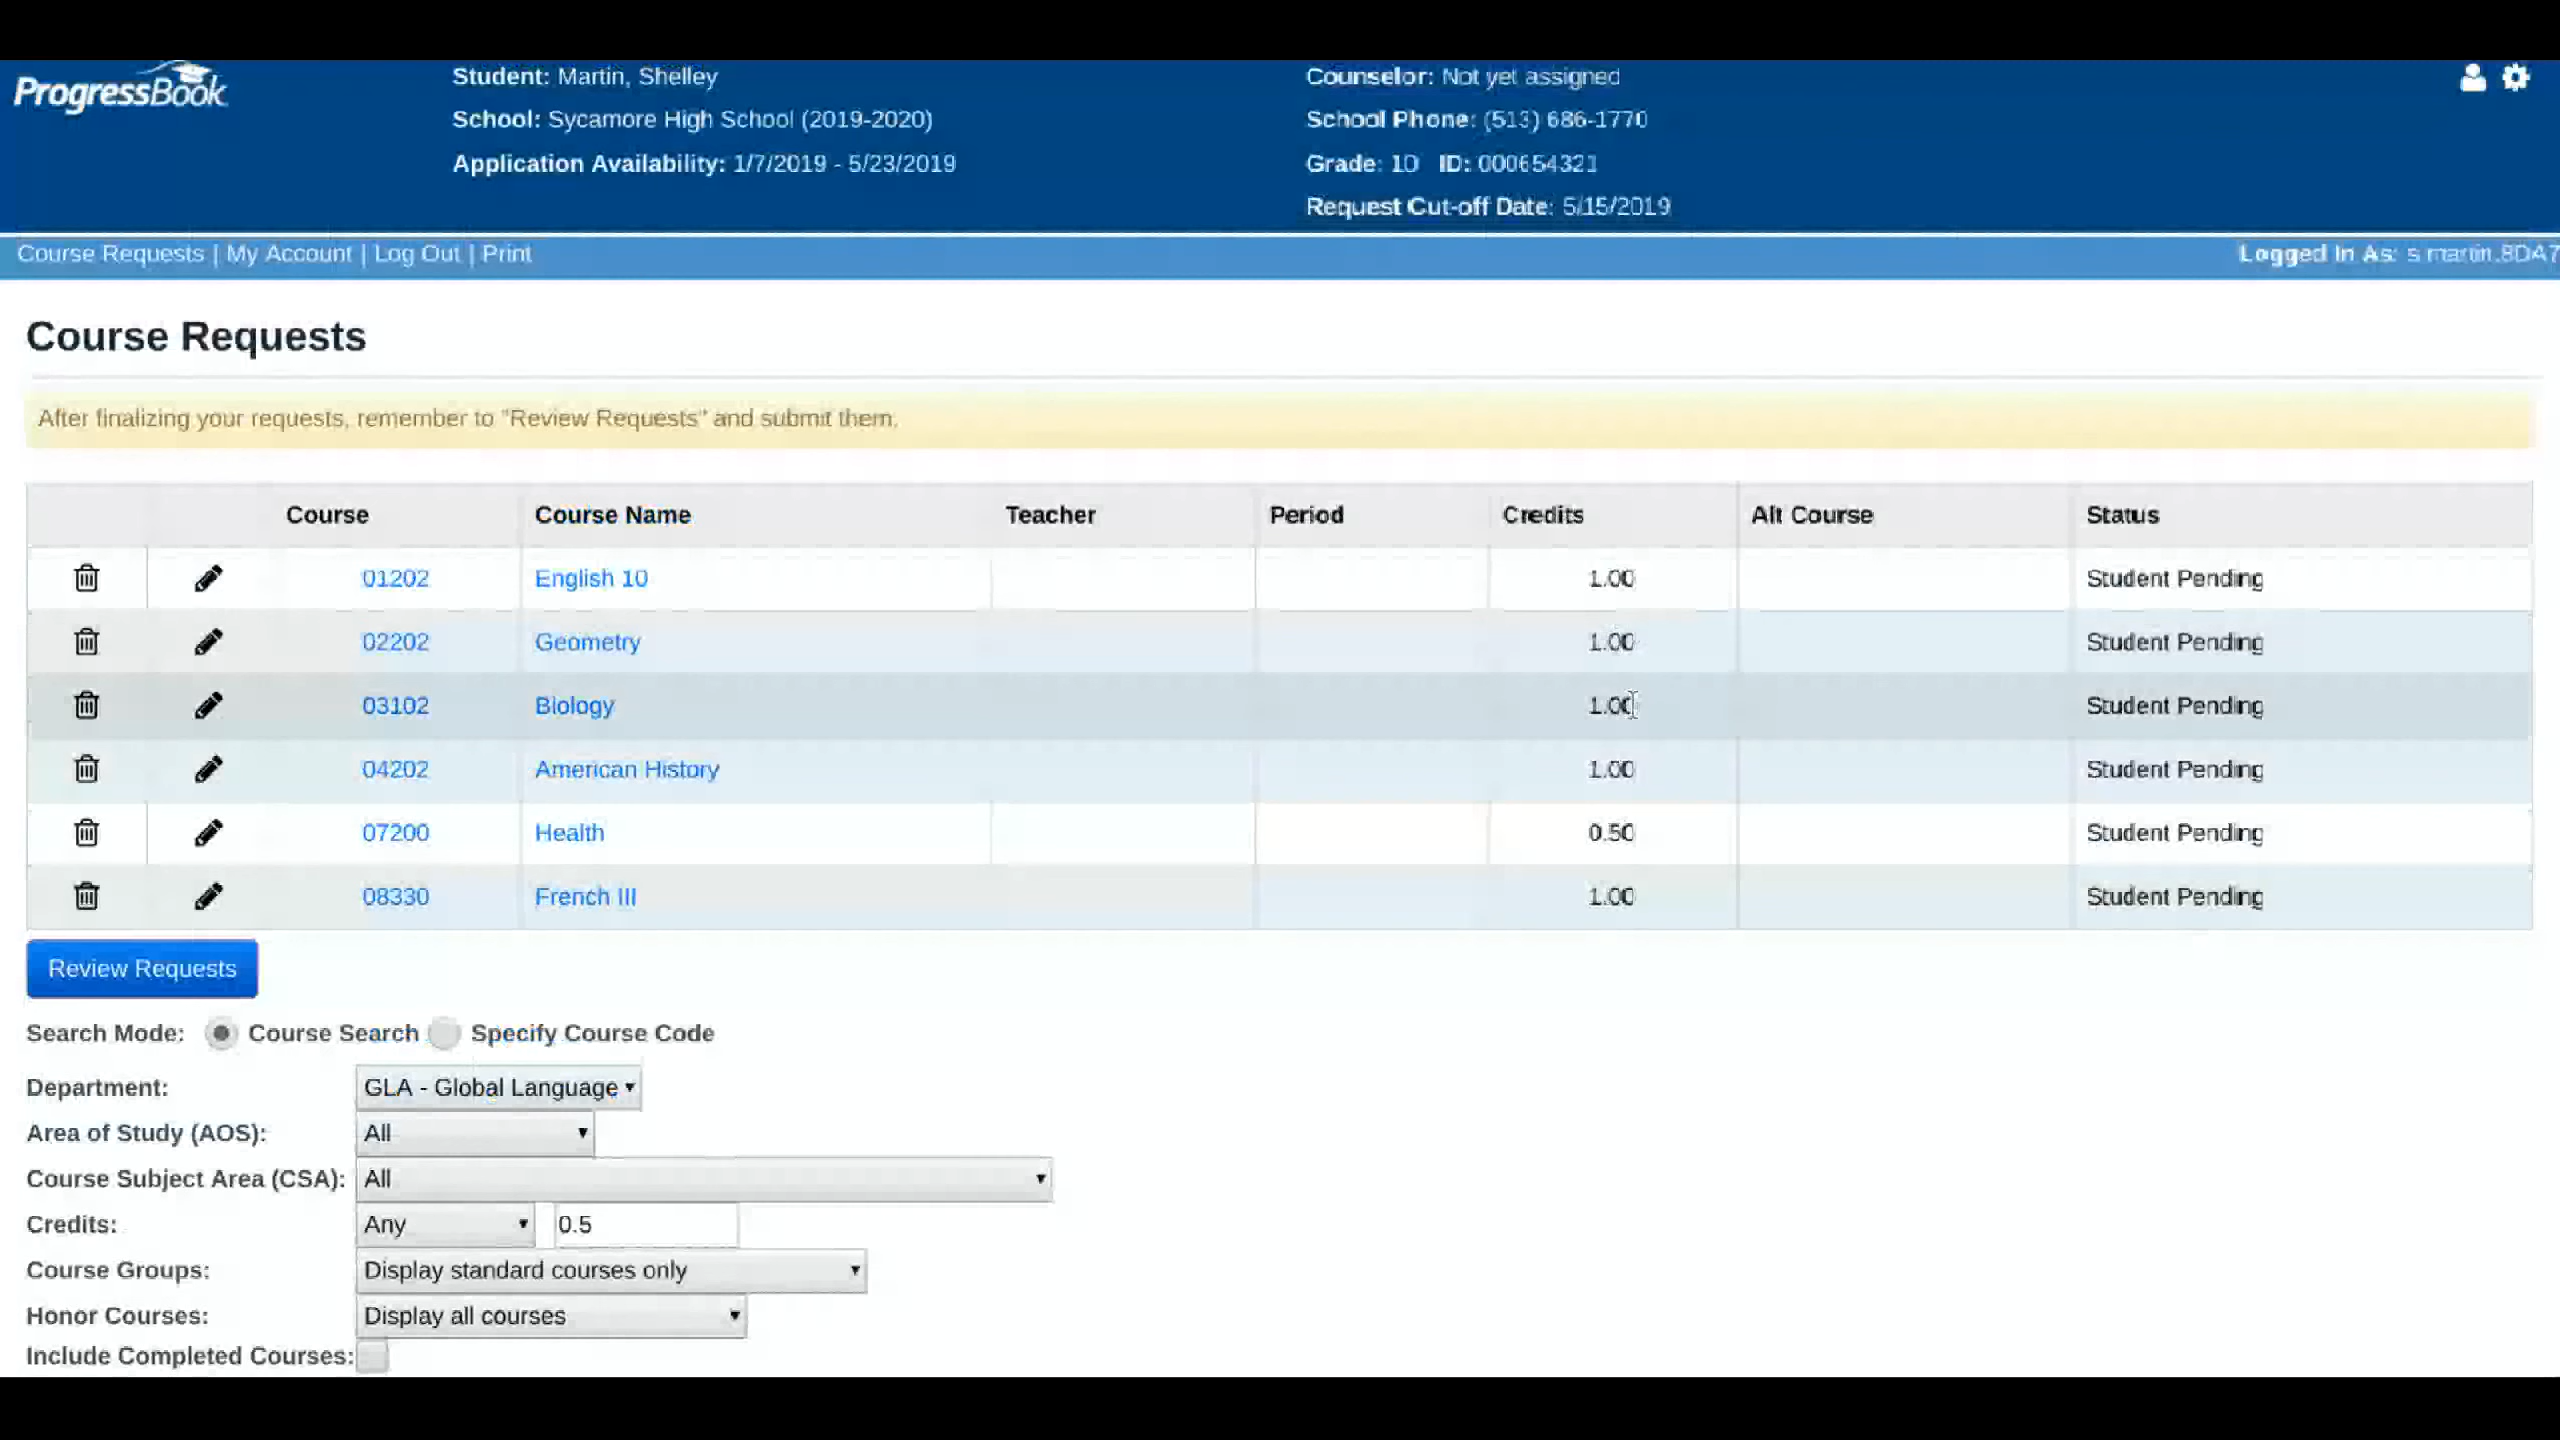 ProgressBook
Student: Martin, Shelley
School: Sycamore High School (2019-2020)
Application Availability: 1/7/2019 - 5/23/2019
Counselor: Not yet assigned
School Phone: (513) 686-1770
Grade: 10 ID: 000654321
Request Cut-off Date: 5/15/2019
Course Requests | My Account | Log Out | Print
Logged In As: s.martin.8DA7
Course Requests
After finalizing your requests, remember to "Review Requests" and submit them.
Course Course Name Teacher Period Credits Alt Course Status
01202 English 10 1.00 Student Pending
02202 Geometry 1.00 Student Pending
03102 Biology 1.00 Student Pending
04202 American History 1.00 Student Pending
07200 Health 0.50 Student Pending
08330 French III 1.00 Student Pending
Review Requests
Search Mode: Course Search Specify Course Code
Department: GLA - Global Language
Area of Study (AOS): All
Course Subject Area (CSA): All
Credits: Any 0.5
Course Groups: Display standard courses only
Honor Courses: Display all courses
Include Completed Courses: